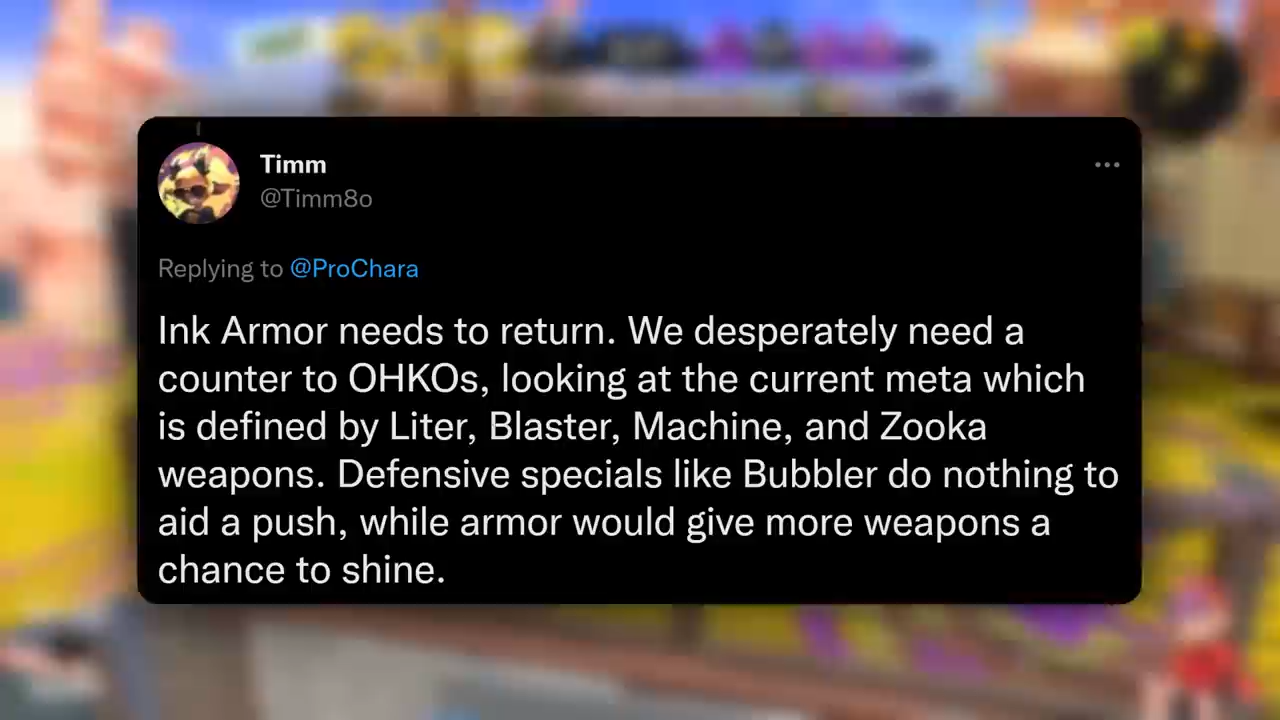 Timm
@Timm8o
Replying to @ProChara
Ink Armor needs to return. We desperately need a
counter to OHKOs, looking at the current meta which
is defined by Liter, Blaster, Machine, and Zooka
weapons. Defensive specials like Bubbler do nothing to
aid a push, while armor would give more weapons a
chance to shine.